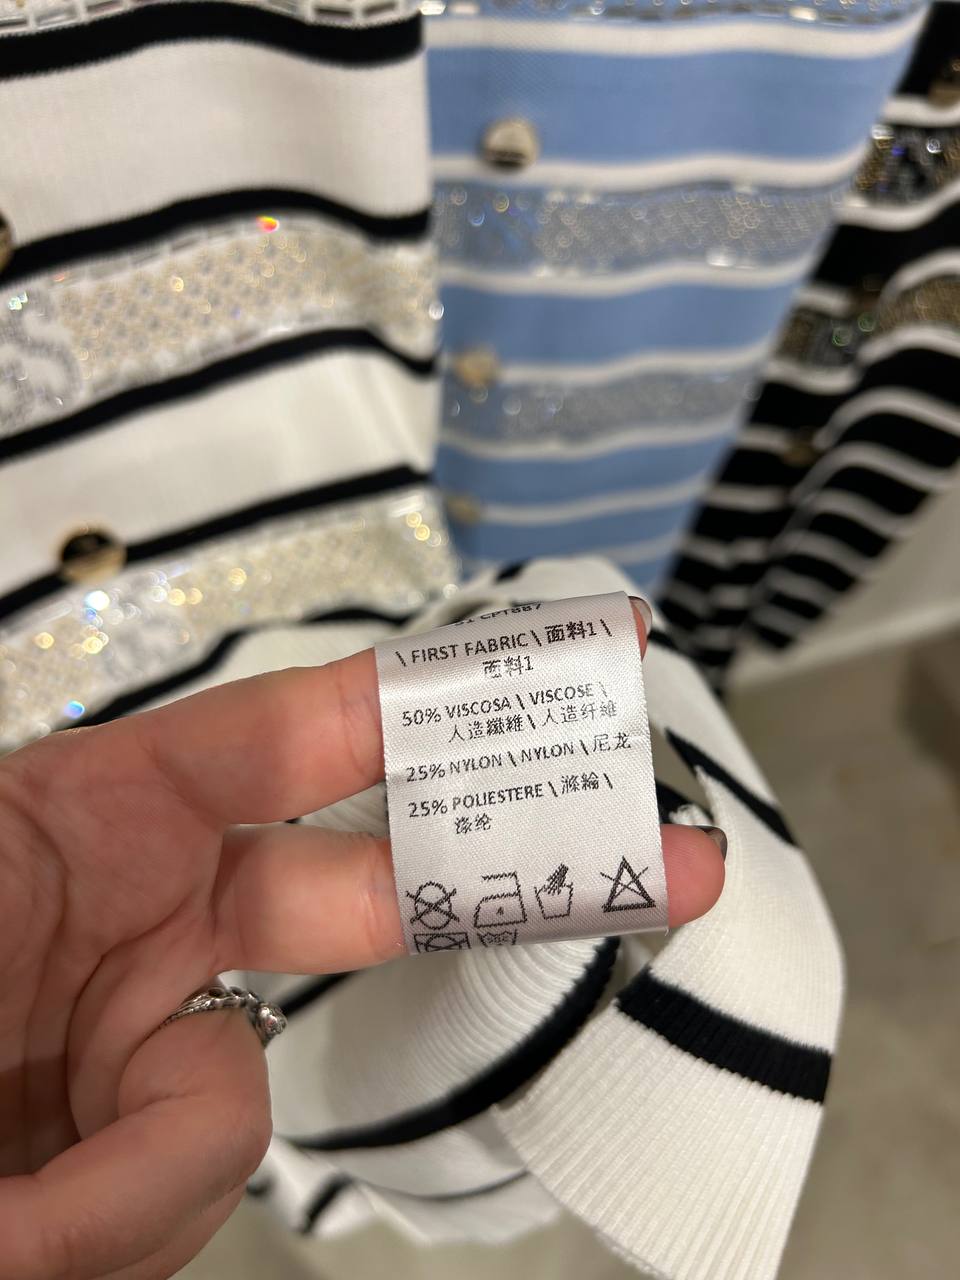 \ FIRST FABRIC \ 面料1 \
面料1
50% VISCOSA \ VISCOSE \
人造纖維 \ 人造纤维
25% NYLON \ NYLON \ 尼龙
25% POLIESTERE \ 滌綸 \
涤纶